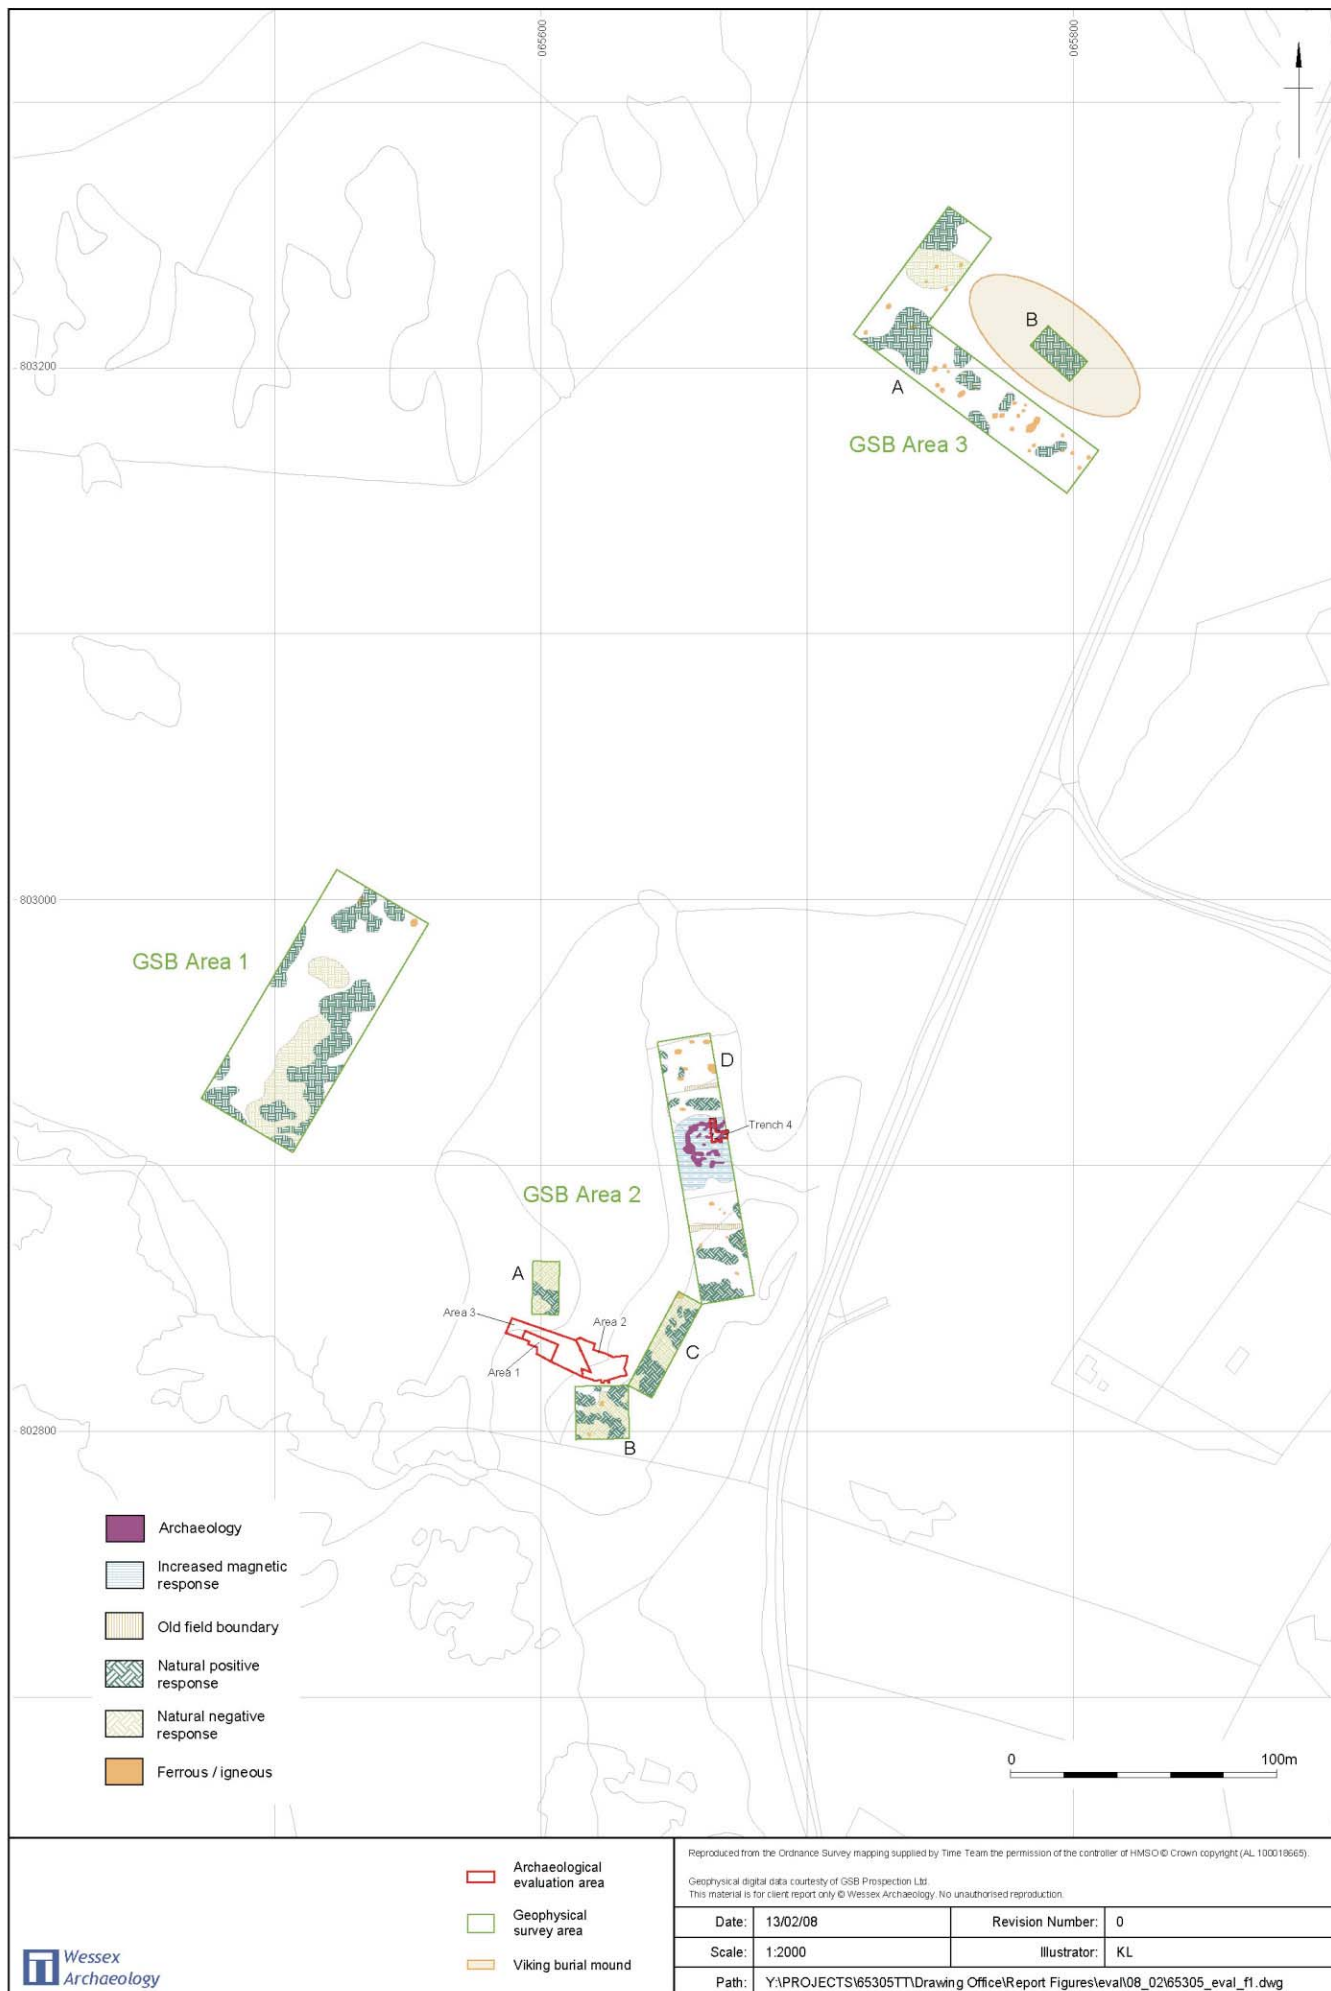 065600
065800
803200
B
A
GSB Area 3
803000
GSB Area 1
D
Trench 4
GSB Area 2
A
Area 3
Area 2
Area 1
C
802800
B
Archaeology
Increased magnetic
response
Old field boundary
Natural positive
response
Natural negative
response
Ferrous / igneous
0 100m
Archaeological
evaluation area
Geophysical
survey area
Viking burial mound
Wessex
Archaeology
Reproduced from the Ordnance Survey mapping supplied by Time Team the permission of the controller of HMSO © Crown copyright (AL 100018665).
Geophysical digital data courtesty of GSB Prospection Ltd.
This material is for client report only © Wessex Archaeology. No unauthorised reproduction.
Date: 13/02/08 Revision Number: 0
Scale: 1:2000 Illustrator: KL
Path: Y:\PROJECTS\65305TT\Drawing Office\Report Figures\eval\08_02\65305_eval_f1.dwg